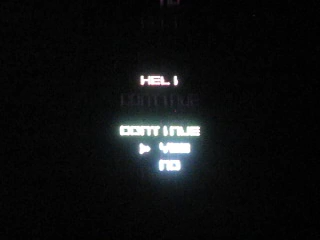 HELI
CONTINUE
▷ YES
NO